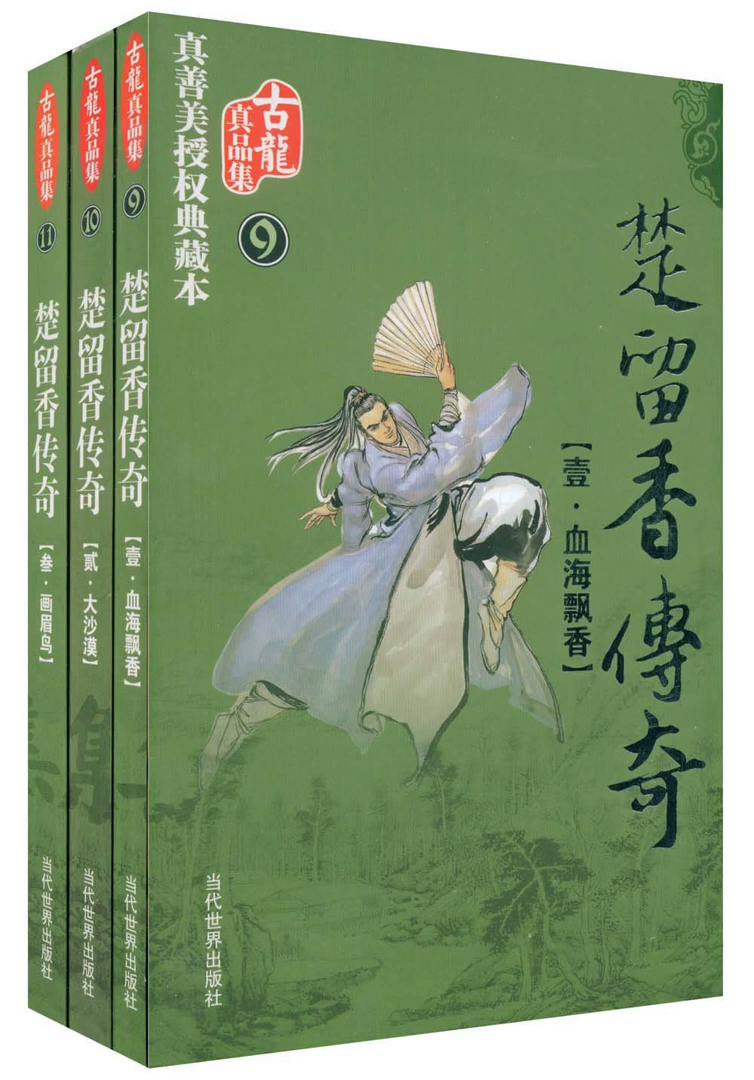 古龍真品集
11
楚留香传奇
【叁·画眉鸟】
当代世界出版社
古龍真品集
10
楚留香传奇
【贰·大沙漠】
当代世界出版社
古龍真品集
9
楚留香传奇
【壹·血海飘香】
当代世界出版社
真善美授权典藏本
古龍
真品集
9
楚留香傳奇
【壹·血海飘香】
当代世界出版社
集
集